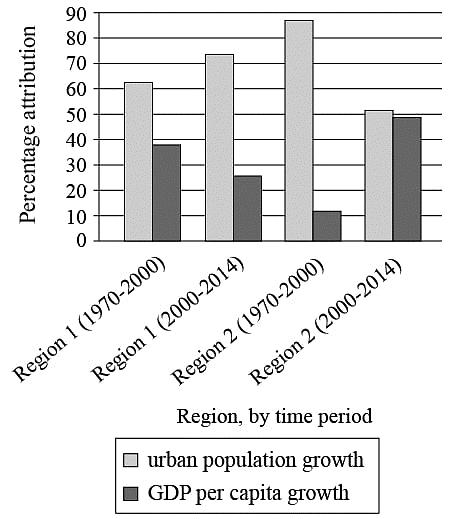 Percentage attribution
90
80
70
60
50
40
30
20
10
0
Region 1 (1970-2000)
Region 1 (2000-2014)
Region 2 (1970-2000)
Region 2 (2000-2014)
Region, by time period
urban population growth
GDP per capita growth